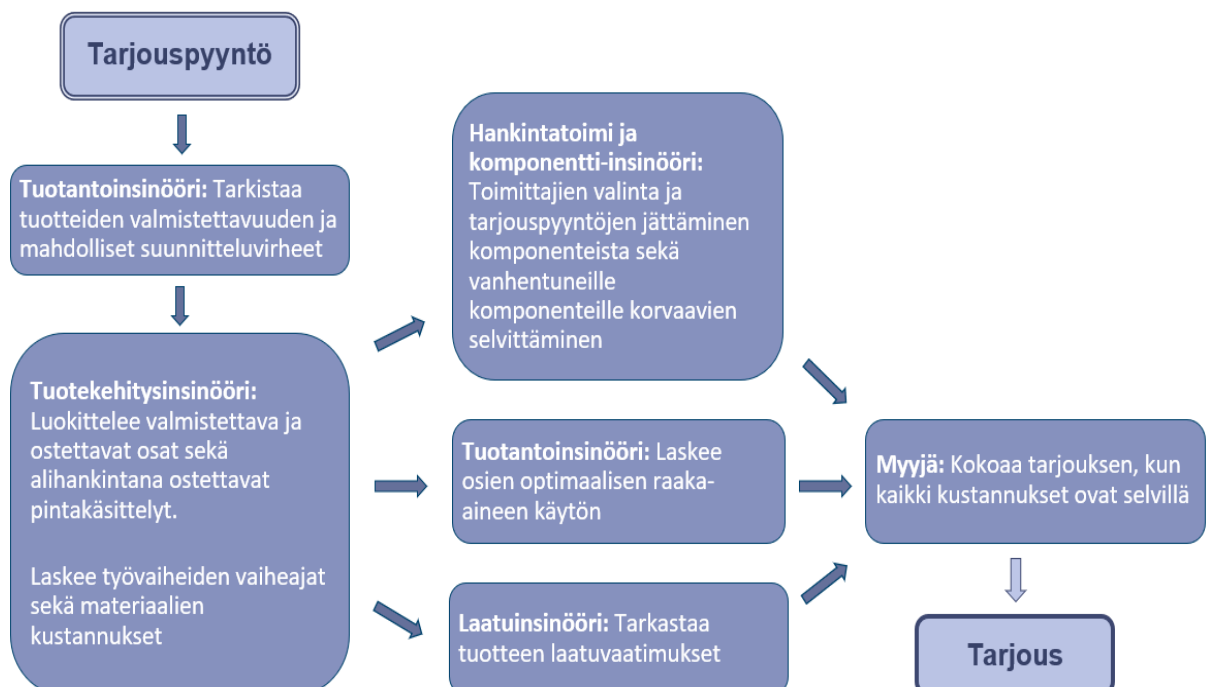 Tarjouspyyntö
Tuotantoinsinööri: Tarkistaa
tuotteiden valmistettavuuden ja
mahdolliset suunnitteluvirheet
Tuotekehitysinsinööri:
Luokittelee valmistettava ja
ostettavat osat sekä
alihankintana ostettavat
pintakäsittelyt.
Laskee työvaiheiden vaiheajat
sekä materiaalien
kustannukset
Hankintatoimi ja
komponentti-insinööri:
Toimittajien valinta ja
tarjouspyyntöjen jättäminen
komponenteista sekä
vanhentuneille
komponenteille korvaavien
selvittäminen
Tuotantoinsinööri: Laskee
osien optimaalisen raaka-
aineen käytön
Laatuinsinööri: Tarkastaa
tuotteen laatuvaatimukset
Myyjä: Kokoaa tarjouksen, kun
kaikki kustannukset ovat selvillä
Tarjous